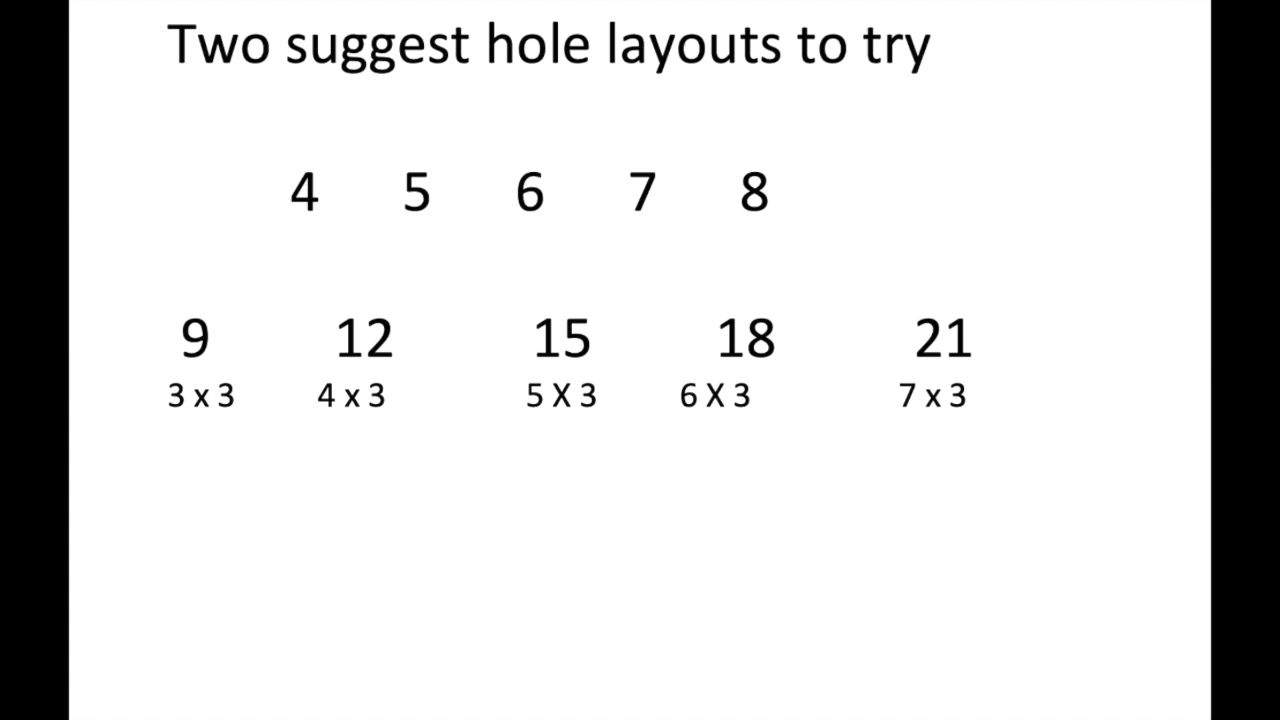 Two suggest hole layouts to try
4 5 6 7 8
9 12 15 18 21
3 x 3 4 x 3 5 X 3 6 X 3 7 x 3